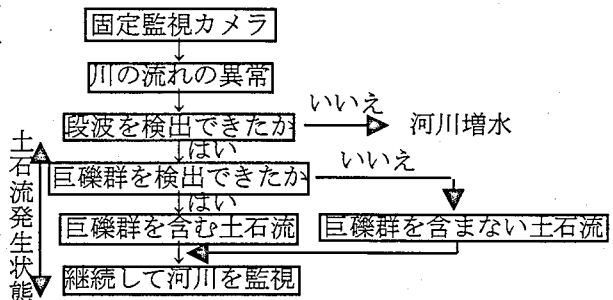 固定監視カメラ
川の流れの異常
段波を検出できたか
いいえ
河川増水
はい
巨礫群を検出できたか
いいえ
はい
巨礫群を含む土石流
巨礫群を含まない土石流
継続して河川を監視
土石流発生状態